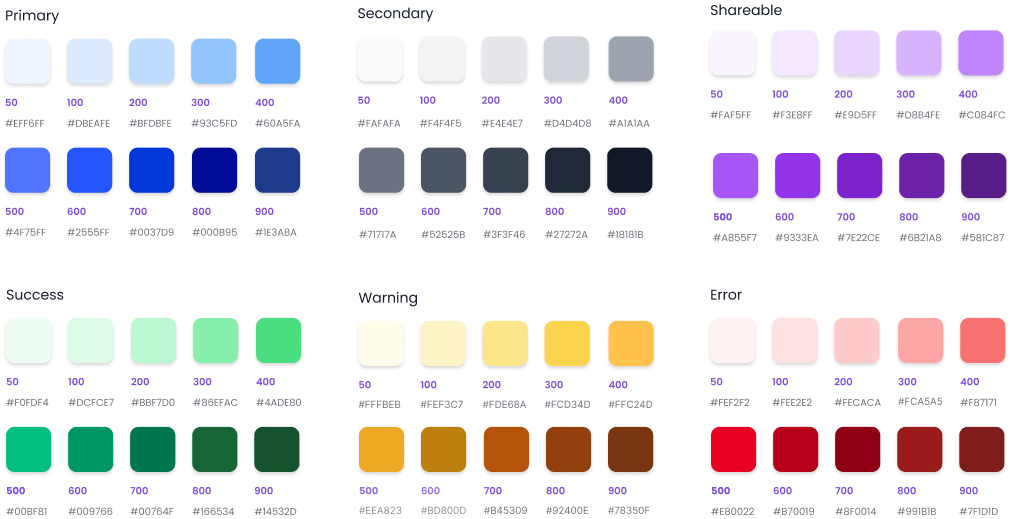 Primary
50 100 200 300 400
#EFF6FF #DBEAFE #BFDBFE #93C5FD #60A5FA
500 600 700 800 900
#4F75FF #2555FF #0037D9 #000B95 #1E3A8A
Secondary
50 100 200 300 400
#FAFAFA #F4F4F5 #E4E4E7 #D4D4D8 #A1A1AA
500 600 700 800 900
#71717A #52525B #3F3F46 #27272A #18181B
Shareable
50 100 200 300 400
#FAF5FF #F3E8FF #E9D5FF #D8B4FE #C084FC
500 600 700 800 900
#A855F7 #9333EA #7E22CE #6B21A8 #581C87
Success
50 100 200 300 400
#F0FDF4 #DCFCE7 #BBF7D0 #86EFAC #4ADE80
500 600 700 800 900
#00BF81 #009766 #00764F #166534 #14532D
Warning
50 100 200 300 400
#FFFBEB #FEF3C7 #FDE68A #FCD34D #FFC24D
500 600 700 800 900
#EEA823 #BD800D #B45309 #92400E #78350F
Error
50 100 200 300 400
#FEF2F2 #FEE2E2 #FECACA #FCA5A5 #F87171
500 600 700 800 900
#E80022 #B70019 #8F0014 #991B1B #7F1D1D